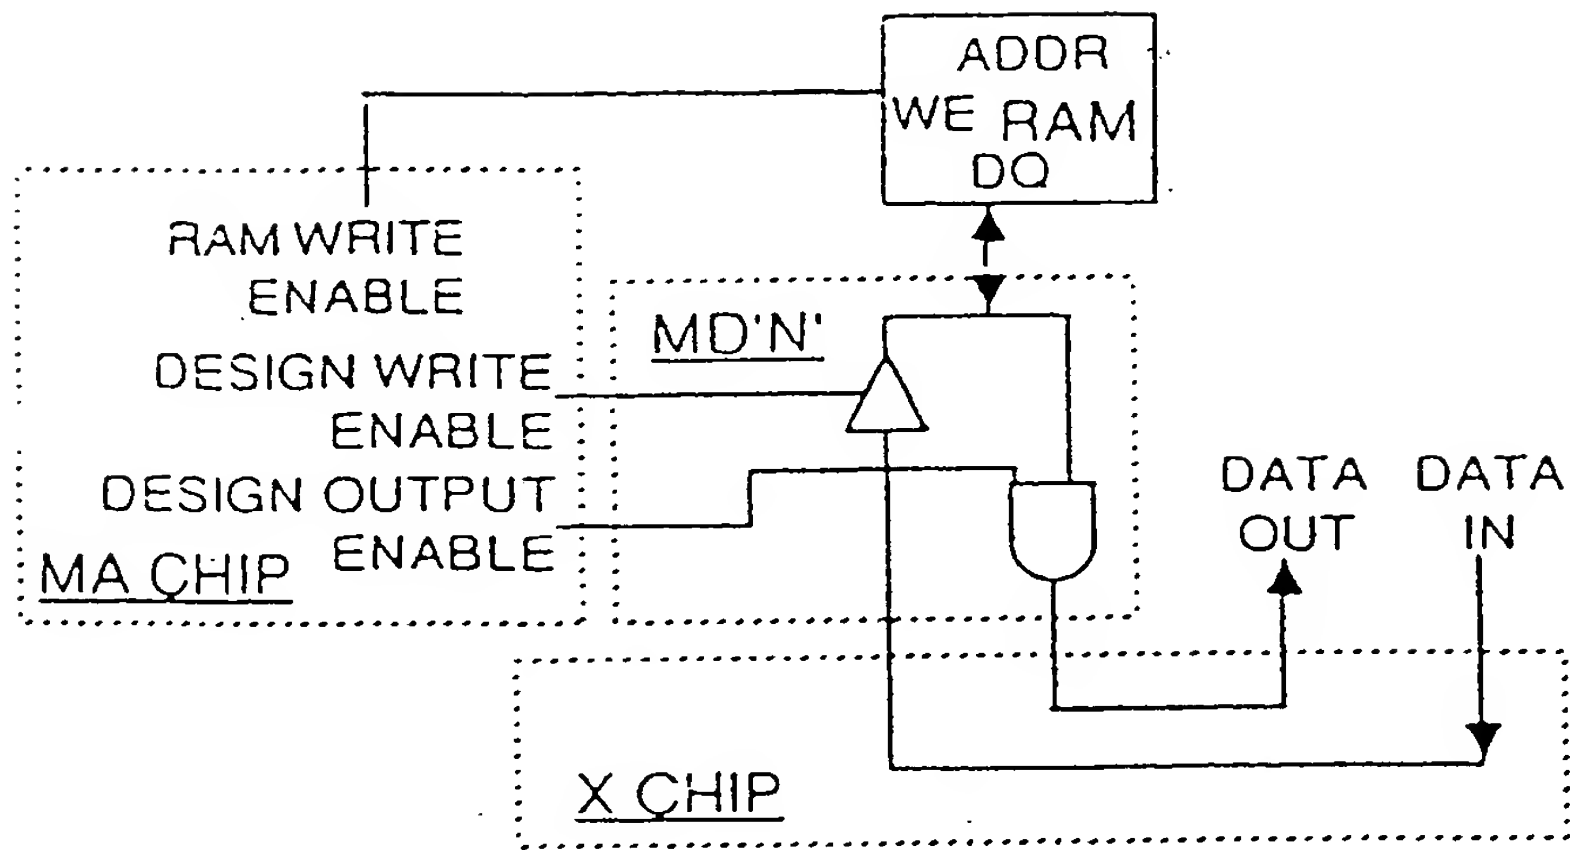 ADDR
WE RAM
DQ
RAM WRITE
ENABLE
MD'N'
DESIGN WRITE
ENABLE
DESIGN OUTPUT
ENABLE
MA CHIP
DATA
OUT
DATA
IN
X CHIP